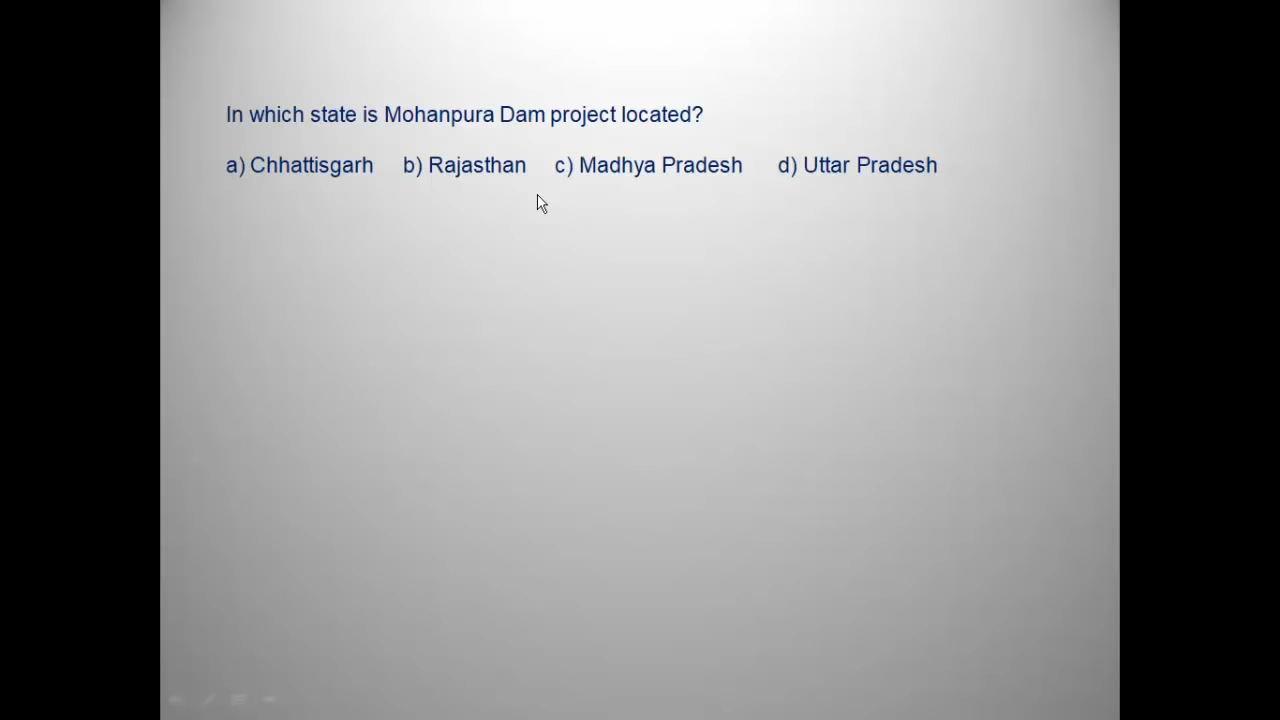 In which state is Mohanpura Dam project located?
a) Chhattisgarh b) Rajasthan c) Madhya Pradesh d) Uttar Pradesh